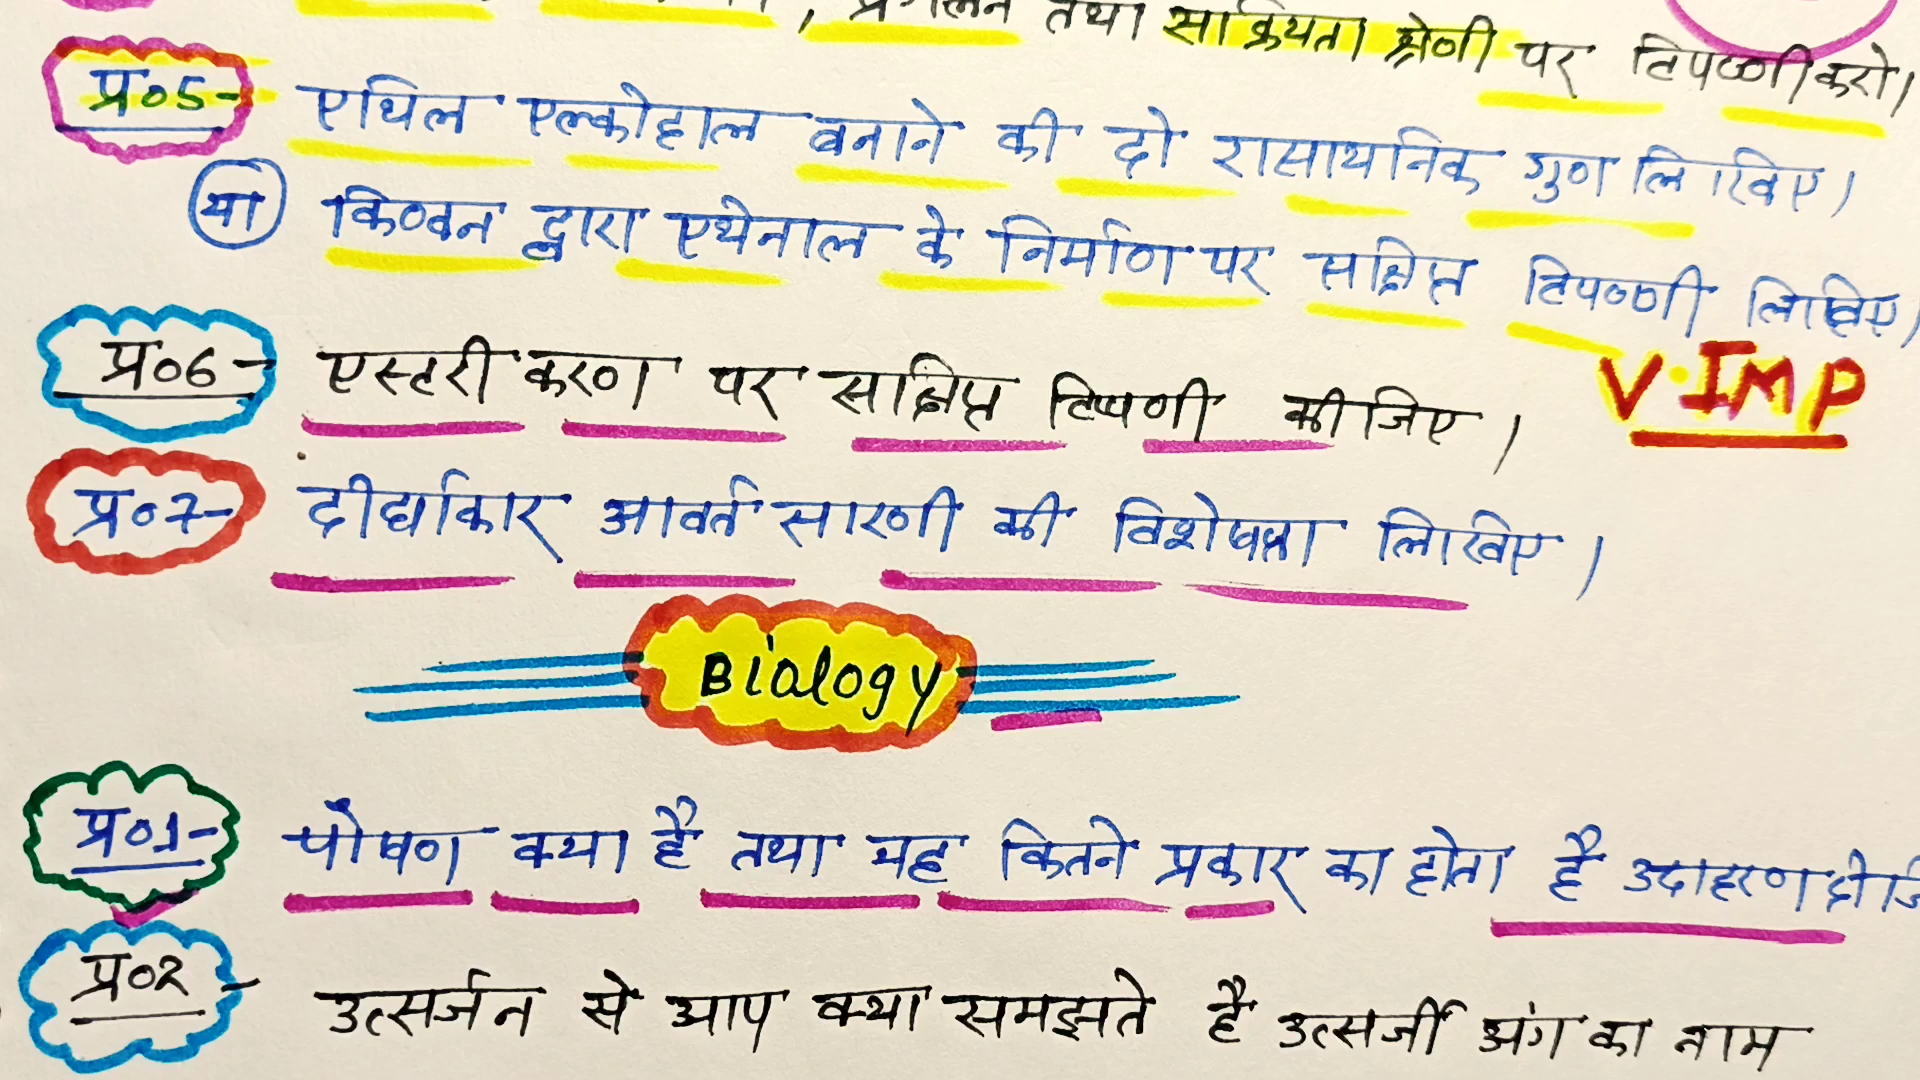 तथा सक्रियता श्रेणी पर टिपण्णी करो।
प्र०5- एथिल एल्कोहाल बनाने की दो रासायनिक गुण लिखिए।
या किण्वन द्वारा एथेनाल के निर्माण पर सक्षिप्त टिपण्णी लिखिए।
प्र०6- एस्टरीकरण पर सक्षिप्त टिप्पणी कीजिए।
V.IMP
प्र०7- दीर्घाकार आवर्त सारणी की विशेषता लिखिए।
Biology
प्र०1- पोषण क्या है तथा यह कितने प्रकार का होता है उदाहरण दीजि
प्र०2- उत्सर्जन से आप क्या समझते है उत्सर्जी अंग का नाम